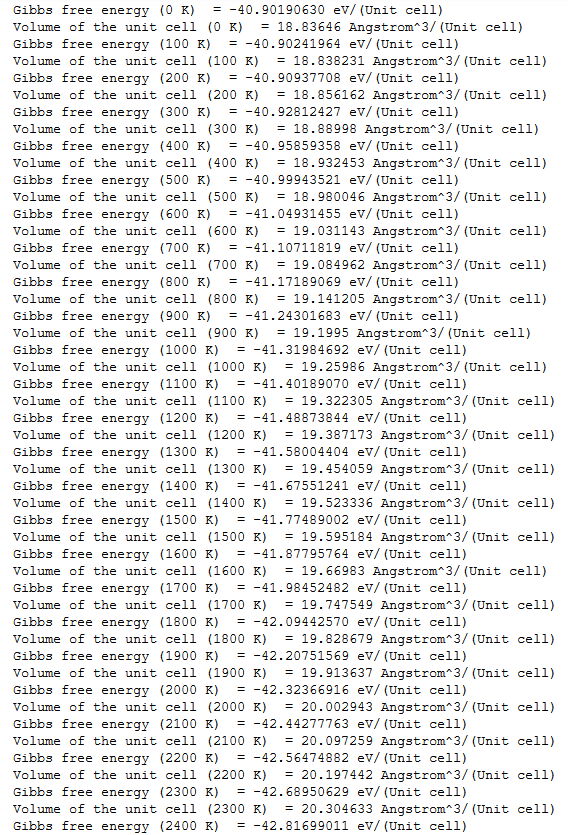 Gibbs free energy (0 K)  = -40.90190630 eV/(Unit cell)
Volume of the unit cell (0 K)  = 18.83646 Angstrom^3/(Unit cell)
Gibbs free energy (100 K)  = -40.90241964 eV/(Unit cell)
Volume of the unit cell (100 K)  = 18.838231 Angstrom^3/(Unit cell)
Gibbs free energy (200 K)  = -40.90937708 eV/(Unit cell)
Volume of the unit cell (200 K)  = 18.856162 Angstrom^3/(Unit cell)
Gibbs free energy (300 K)  = -40.92812427 eV/(Unit cell)
Volume of the unit cell (300 K)  = 18.88998 Angstrom^3/(Unit cell)
Gibbs free energy (400 K)  = -40.95859358 eV/(Unit cell)
Volume of the unit cell (400 K)  = 18.932453 Angstrom^3/(Unit cell)
Gibbs free energy (500 K)  = -40.99943521 eV/(Unit cell)
Volume of the unit cell (500 K)  = 18.980046 Angstrom^3/(Unit cell)
Gibbs free energy (600 K)  = -41.04931455 eV/(Unit cell)
Volume of the unit cell (600 K)  = 19.031143 Angstrom^3/(Unit cell)
Gibbs free energy (700 K)  = -41.10711819 eV/(Unit cell)
Volume of the unit cell (700 K)  = 19.084962 Angstrom^3/(Unit cell)
Gibbs free energy (800 K)  = -41.17189069 eV/(Unit cell)
Volume of the unit cell (800 K)  = 19.141205 Angstrom^3/(Unit cell)
Gibbs free energy (900 K)  = -41.24301683 eV/(Unit cell)
Volume of the unit cell (900 K)  = 19.1995 Angstrom^3/(Unit cell)
Gibbs free energy (1000 K)  = -41.31984692 eV/(Unit cell)
Volume of the unit cell (1000 K)  = 19.25986 Angstrom^3/(Unit cell)
Gibbs free energy (1100 K)  = -41.40189070 eV/(Unit cell)
Volume of the unit cell (1100 K)  = 19.322305 Angstrom^3/(Unit cell)
Gibbs free energy (1200 K)  = -41.48873844 eV/(Unit cell)
Volume of the unit cell (1200 K)  = 19.387173 Angstrom^3/(Unit cell)
Gibbs free energy (1300 K)  = -41.58004404 eV/(Unit cell)
Volume of the unit cell (1300 K)  = 19.454059 Angstrom^3/(Unit cell)
Gibbs free energy (1400 K)  = -41.67551241 eV/(Unit cell)
Volume of the unit cell (1400 K)  = 19.523336 Angstrom^3/(Unit cell)
Gibbs free energy (1500 K)  = -41.77489002 eV/(Unit cell)
Volume of the unit cell (1500 K)  = 19.595184 Angstrom^3/(Unit cell)
Gibbs free energy (1600 K)  = -41.87795764 eV/(Unit cell)
Volume of the unit cell (1600 K)  = 19.66983 Angstrom^3/(Unit cell)
Gibbs free energy (1700 K)  = -41.98452482 eV/(Unit cell)
Volume of the unit cell (1700 K)  = 19.747549 Angstrom^3/(Unit cell)
Gibbs free energy (1800 K)  = -42.09442570 eV/(Unit cell)
Volume of the unit cell (1800 K)  = 19.828679 Angstrom^3/(Unit cell)
Gibbs free energy (1900 K)  = -42.20751569 eV/(Unit cell)
Volume of the unit cell (1900 K)  = 19.913637 Angstrom^3/(Unit cell)
Gibbs free energy (2000 K)  = -42.32366916 eV/(Unit cell)
Volume of the unit cell (2000 K)  = 20.002943 Angstrom^3/(Unit cell)
Gibbs free energy (2100 K)  = -42.44277763 eV/(Unit cell)
Volume of the unit cell (2100 K)  = 20.097259 Angstrom^3/(Unit cell)
Gibbs free energy (2200 K)  = -42.56474882 eV/(Unit cell)
Volume of the unit cell (2200 K)  = 20.197442 Angstrom^3/(Unit cell)
Gibbs free energy (2300 K)  = -42.68950629 eV/(Unit cell)
Volume of the unit cell (2300 K)  = 20.304633 Angstrom^3/(Unit cell)
Gibbs free energy (2400 K)  = -42.81699011 eV/(Unit cell)